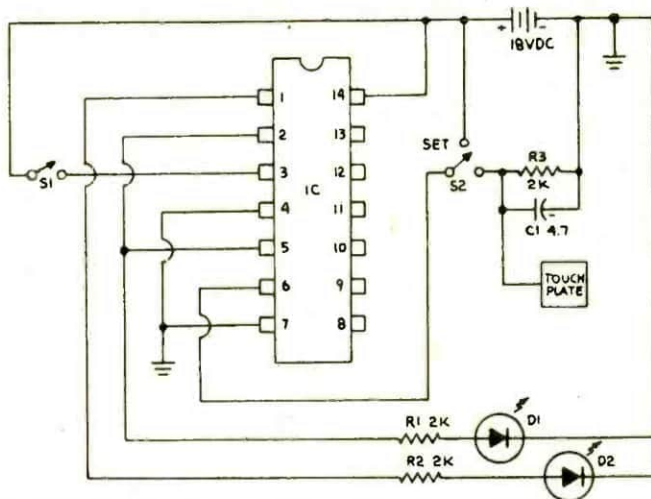 + -
18VDC
1 14
2 13
SET
3 12
S1
S2
R3
2K
IC
4 11
C1 4.7
-
5 10
TOUCH
PLATE
6 9
7 8
R1 2K
D1
R2 2K
D2